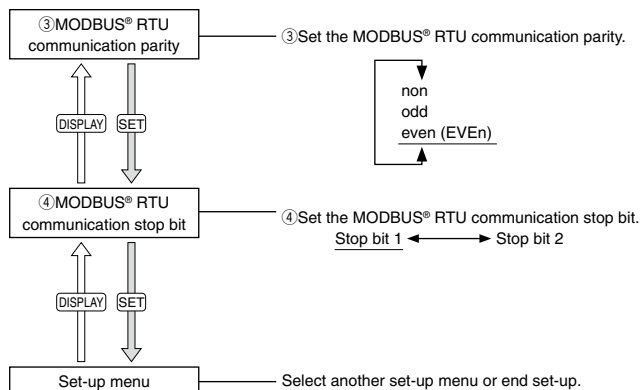 ③MODBUS® RTU
communication parity
③Set the MODBUS® RTU communication parity.
non
odd
even (EVEn)
DISPLAY
SET
④MODBUS® RTU
communication stop bit
④Set the MODBUS® RTU communication stop bit.
Stop bit 1
Stop bit 2
DISPLAY
SET
Set-up menu
Select another set-up menu or end set-up.